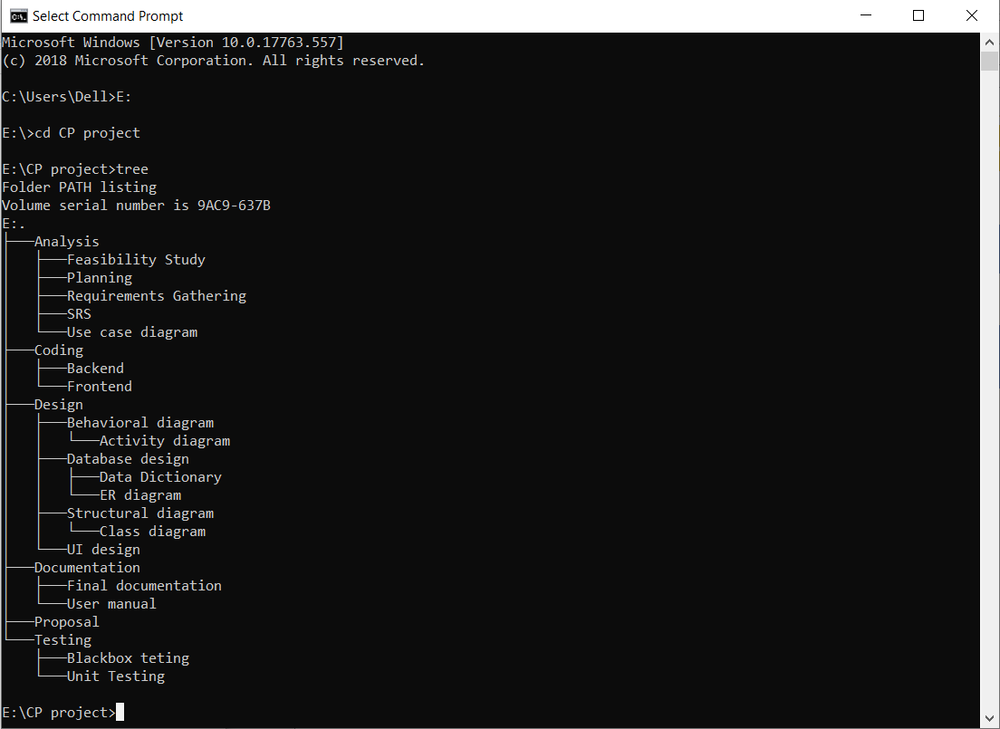 Select Command Prompt
Microsoft Windows [Version 10.0.17763.557]
(c) 2018 Microsoft Corporation. All rights reserved.
C:\Users\Dell>E:
E:\>cd CP project
E:\CP project>tree
Folder PATH listing
Volume serial number is 9AC9-637B
E:.
├───Analysis
│   ├───Feasibility Study
│   ├───Planning
│   ├───Requirements Gathering
│   ├───SRS
│   └───Use case diagram
├───Coding
│   ├───Backend
│   └───Frontend
├───Design
│   ├───Behavioral diagram
│   │   └───Activity diagram
│   ├───Database design
│   │   ├───Data Dictionary
│   │   └───ER diagram
│   ├───Structural diagram
│   │   └───Class diagram
│   └───UI design
├───Documentation
│   ├───Final documentation
│   └───User manual
├───Proposal
└───Testing
    ├───Blackbox teting
    └───Unit Testing
E:\CP project>